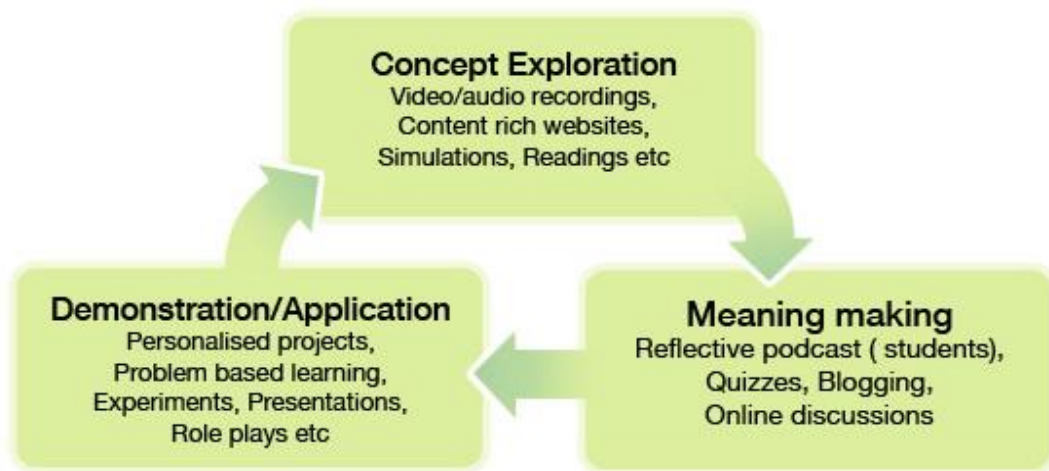 Concept Exploration
Video/audio recordings,
Content rich websites,
Simulations, Readings etc
Demonstration/Application
Personalised projects,
Problem based learning,
Experiments, Presentations,
Role plays etc
Meaning making
Reflective podcast ( students),
Quizzes, Blogging,
Online discussions